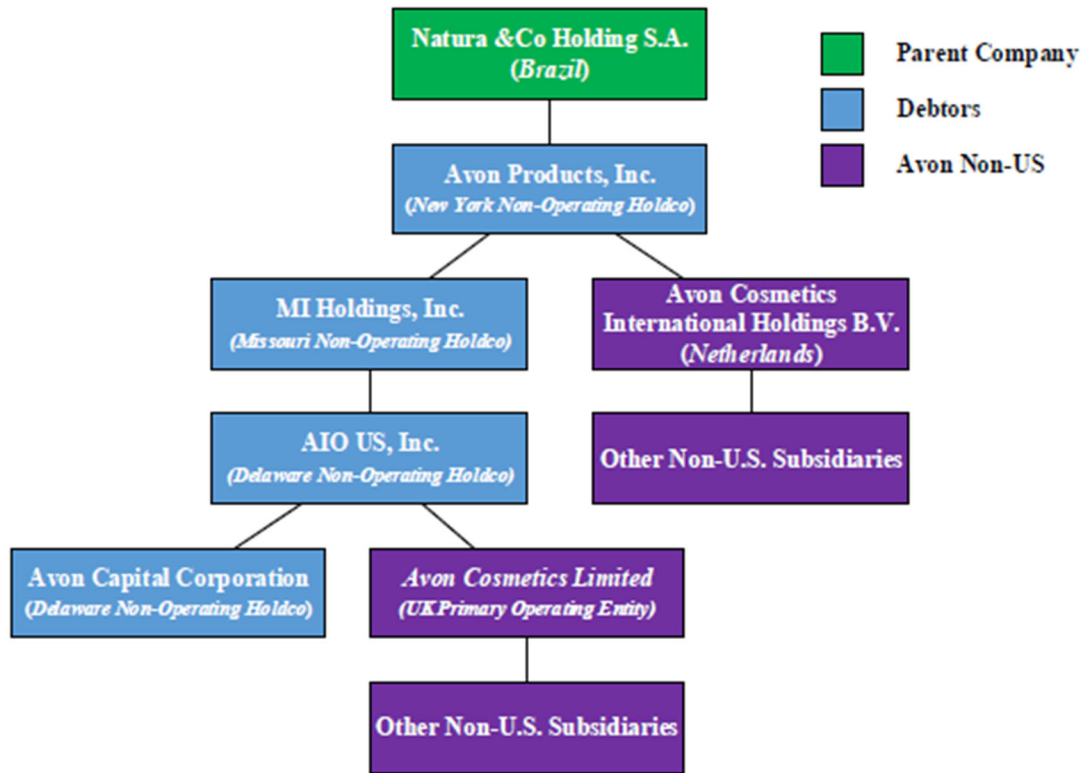 Natura &Co Holding S.A.
(Brazil)
Parent Company
Debtors
Avon Non-US
Avon Products, Inc.
(New York Non-Operating Holdco)
MI Holdings, Inc.
(Missouri Non-Operating Holdco)
Avon Cosmetics
International Holdings B.V.
(Netherlands)
AIO US, Inc.
(Delaware Non-Operating Holdco)
Other Non-U.S. Subsidiaries
Avon Capital Corporation
(Delaware Non-Operating Holdco)
Avon Cosmetics Limited
(UK Primary Operating Entity)
Other Non-U.S. Subsidiaries